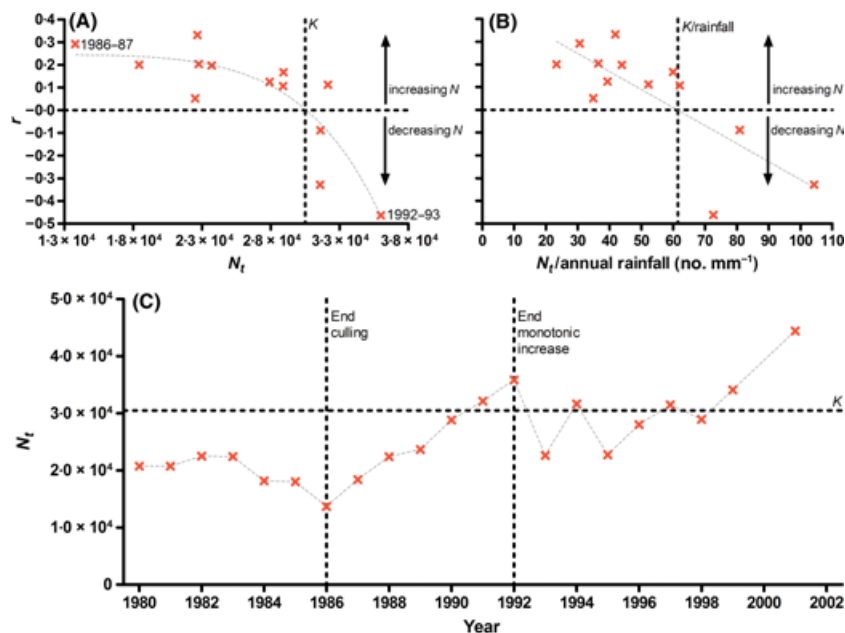 (A)
0·4
0·3
0·2
0·1
−0·0
−0·1
−0·2
−0·3
−0·4
−0·5
r
1986–87
K
increasing N
decreasing N
1992–93
1·3 × 10⁴
1·8 × 10⁴
2·3 × 10⁴
2·8 × 10⁴
3·3 × 10⁴
3·8 × 10⁴
Nt
(B)
K/rainfall
increasing N
decreasing N
0
10
20
30
40
50
60
70
80
90
100
110
Nt/annual rainfall (no. mm⁻¹)
(C)
5·0 × 10⁴
4·0 × 10⁴
3·0 × 10⁴
2·0 × 10⁴
1·0 × 10⁴
0
Nt
End
culling
End
monotonic
increase
K
1980
1982
1984
1986
1988
1990
1992
1994
1996
1998
2000
2002
Year